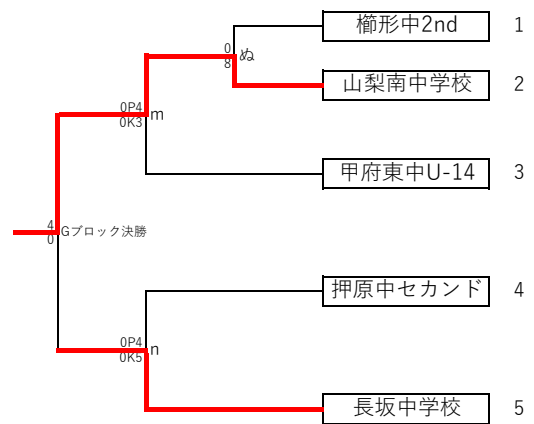 櫛形中2nd 1
0
8
ぬ
山梨南中学校 2
0P4
0K3
m
甲府東中U-14 3
4
0
Gブロック決勝
押原中セカンド 4
0P4
0K5
n
長坂中学校 5